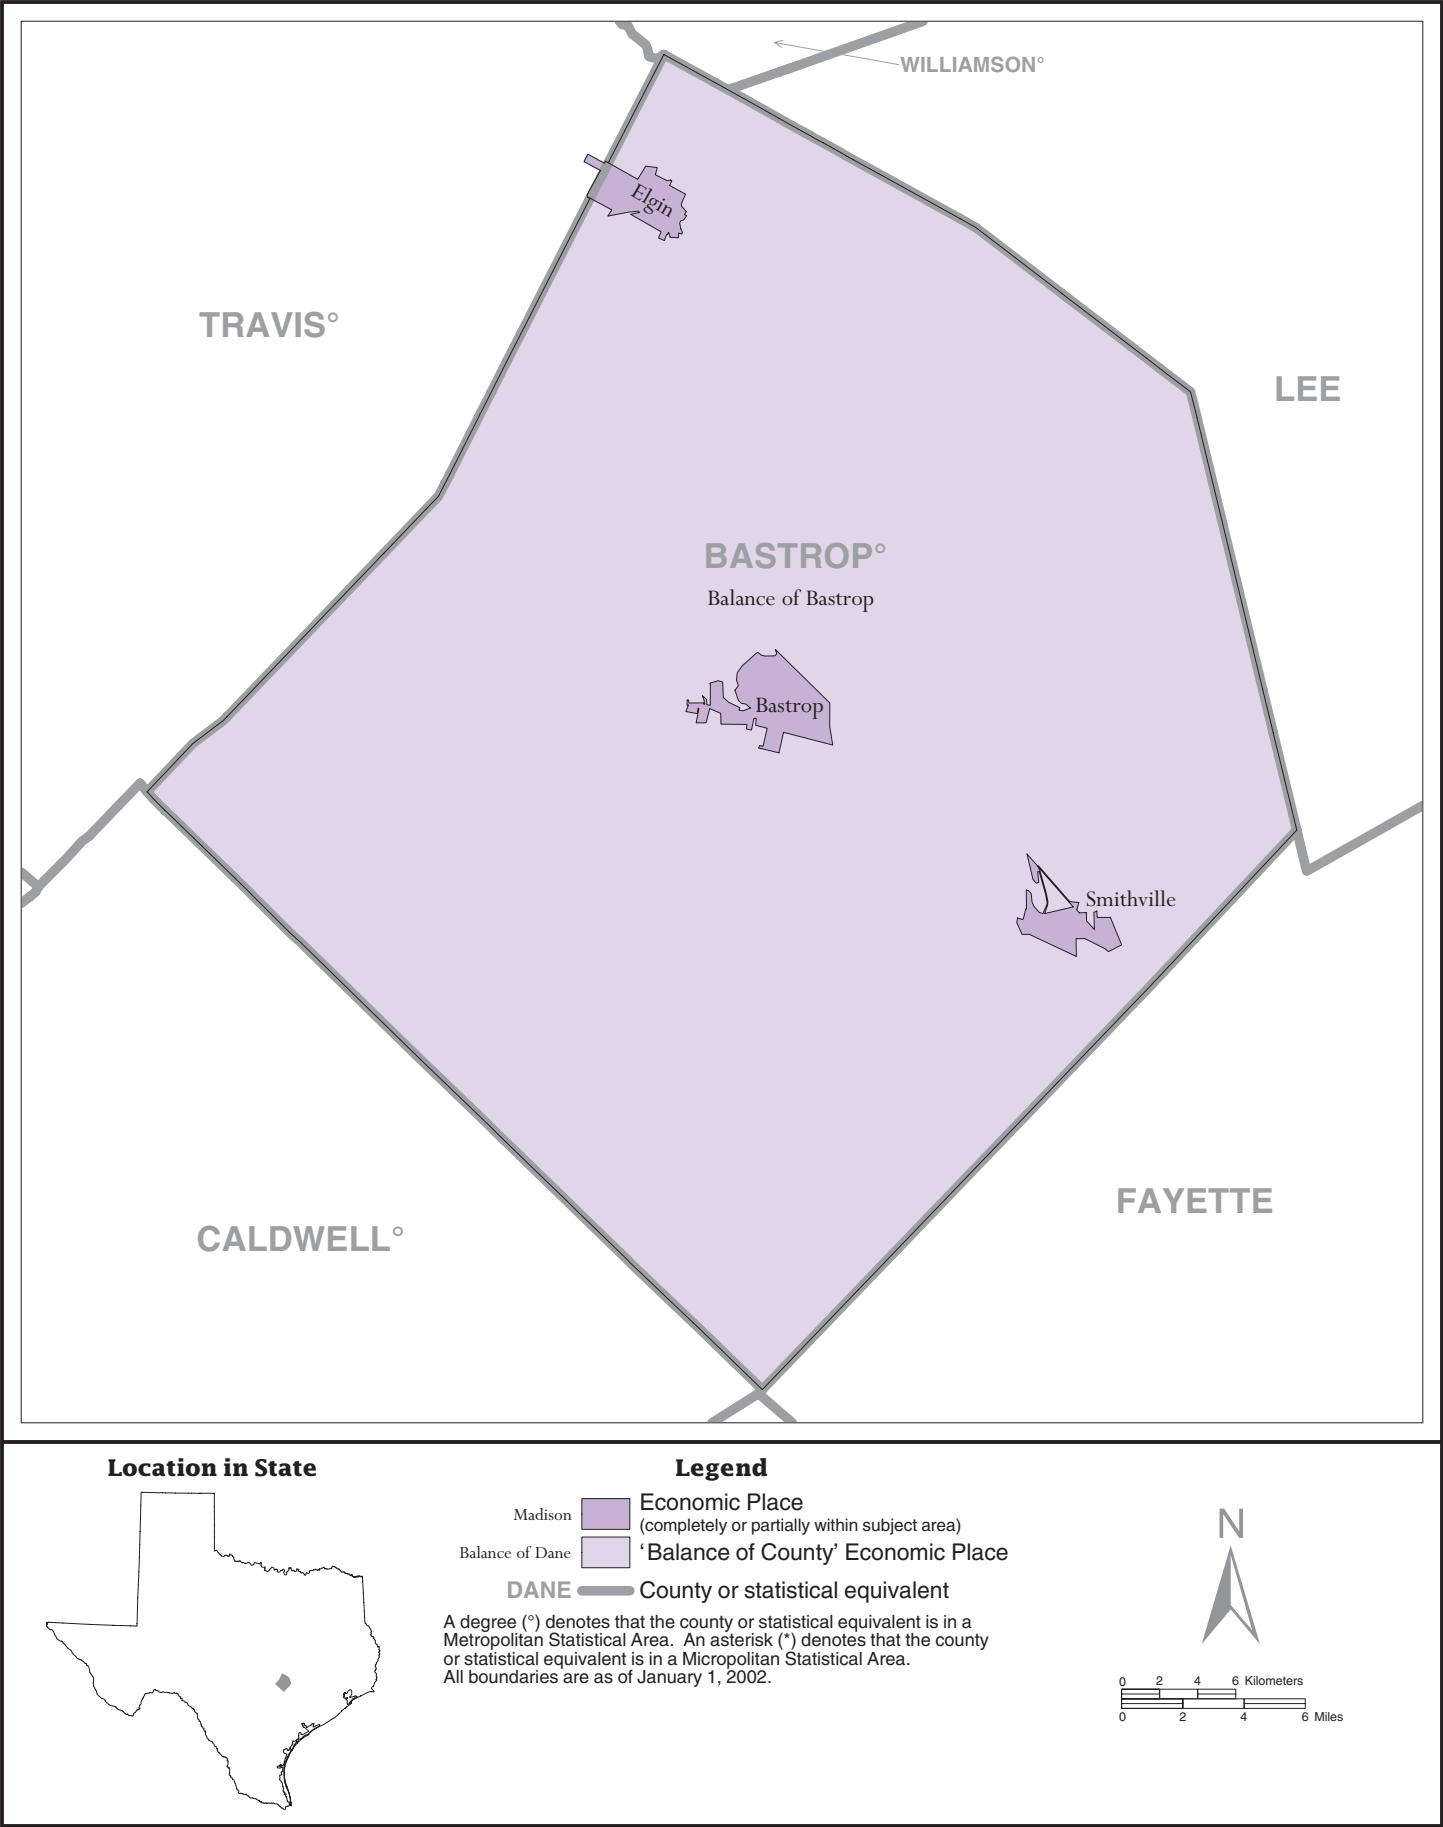 WILLIAMSON°
Elgin
TRAVIS°
LEE
BASTROP°
Balance of Bastrop
Bastrop
Smithville
FAYETTE
CALDWELL°
Location in State
Legend
Madison
Economic Place
(completely or partially within subject area)
Balance of Dane
‘Balance of County’ Economic Place
DANE
County or statistical equivalent
A degree (°) denotes that the county or statistical equivalent is in a
Metropolitan Statistical Area.  An asterisk (*) denotes that the county
or statistical equivalent is in a Micropolitan Statistical Area.
All boundaries are as of January 1, 2002.
N
0 2 4 6 Kilometers
0 2 4 6 Miles